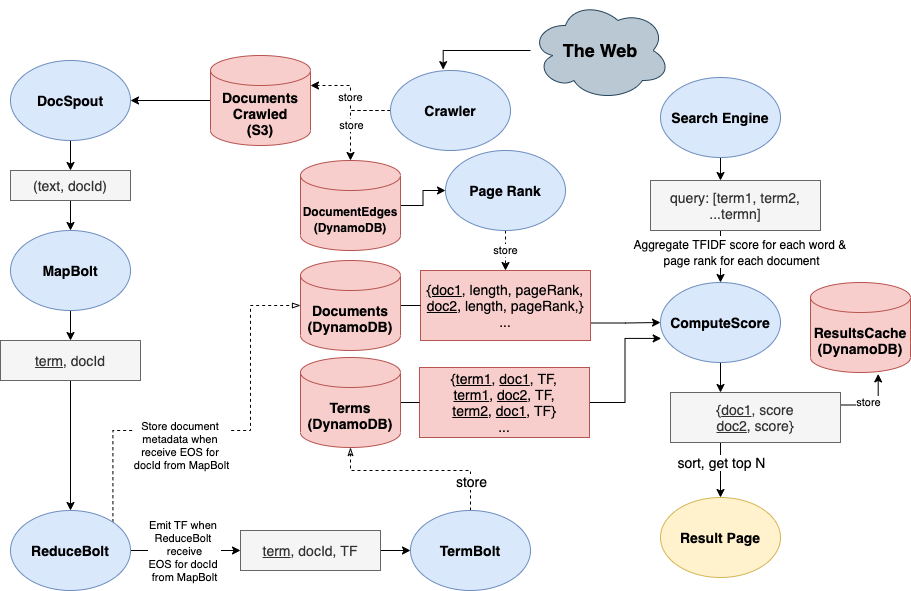 The Web
DocSpout
Documents
Crawled
(S3)
store
store
Crawler
Search Engine
(text, docId)
DocumentEdges
(DynamoDB)
Page Rank
query: [term1, term2,
...termn]
store
Aggregate TFIDF score for each word &
page rank for each document
MapBolt
Documents
(DynamoDB)
{doc1, length, pageRank,
doc2, length, pageRank,}
...
ComputeScore
ResultsCache
(DynamoDB)
term, docId
Terms
(DynamoDB)
{term1, doc1, TF,
term1, doc2, TF,
term2, doc1, TF}
...
store
{doc1, score
doc2, score}
Store document
metadata when
receive EOS for
docId from MapBolt
sort, get top N
store
ReduceBolt
Emit TF when
ReduceBolt
receive
EOS for docId
from MapBolt
term, docId, TF
TermBolt
Result Page